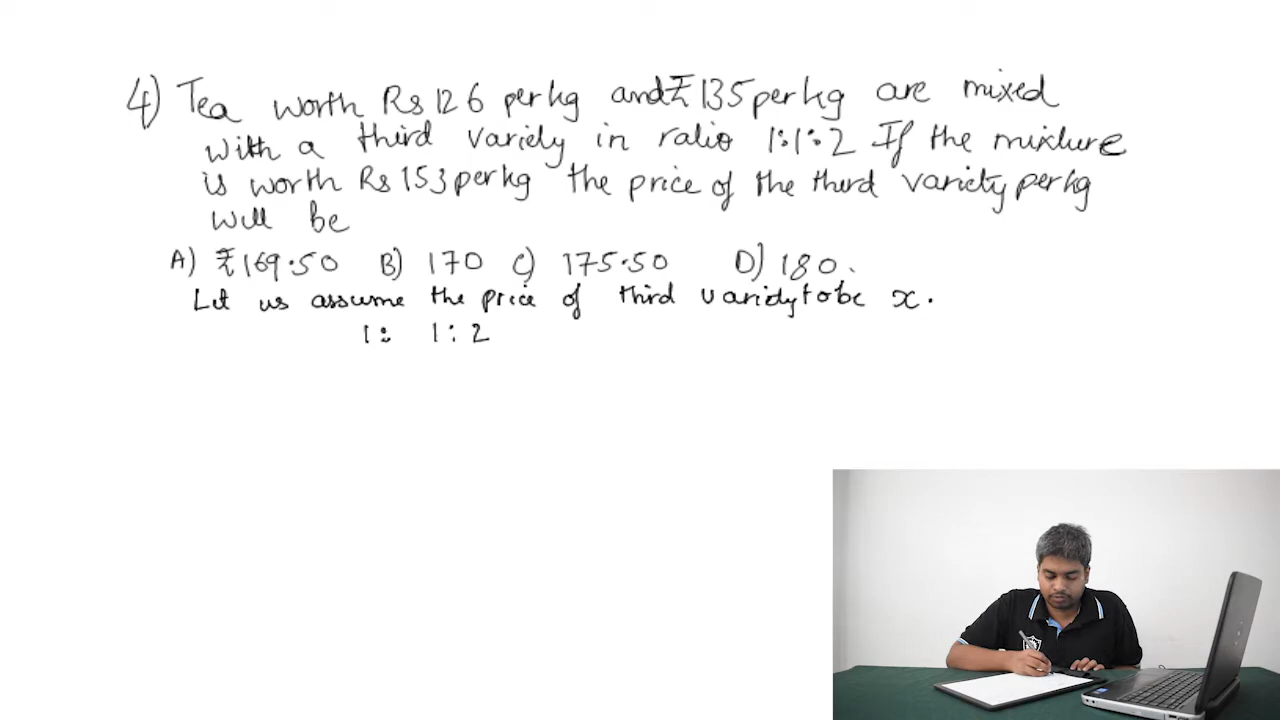 4) Tea worth Rs 126 per kg and ₹ 135 per kg are mixed
with a third variely in ratio 1:1:2 If the mixlure
is worth Rs 153 per kg the price of the third variety per kg
will be
A) ₹169.50 B) 170 C) 175.50 D) 180.
Let us assume the price of third variety to be x.
1: 1:2